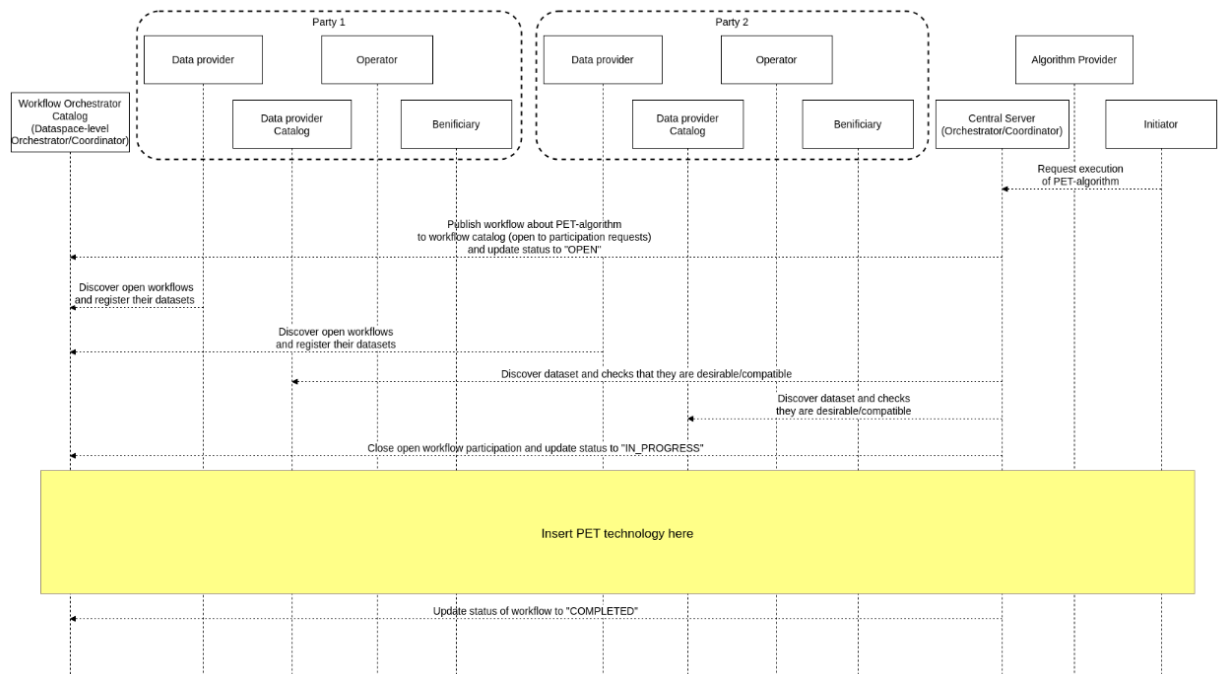 Party 1
Party 2
Data provider
Operator
Data provider
Operator
Algorithm Provider
Workflow Orchestrator
Catalog
(Dataspace-level
Orchestrator/Coordinator)
Data provider
Catalog
Benificiary
Data provider
Catalog
Benificiary
Central Server
(Orchestrator/Coordinator)
Initiator
Request execution
of PET-algorithm
Publish workflow about PET-algorithm
to workflow catalog (open to participation requests)
and update status to "OPEN"
Discover open workflows
and register their datasets
Discover open workflows
and register their datasets
Discover dataset and checks that they are desirable/compatible
Discover dataset and checks
they are desirable/compatible
Close open workflow participation and update status to "IN_PROGRESS"
Insert PET technology here
Update status of workflow to "COMPLETED"